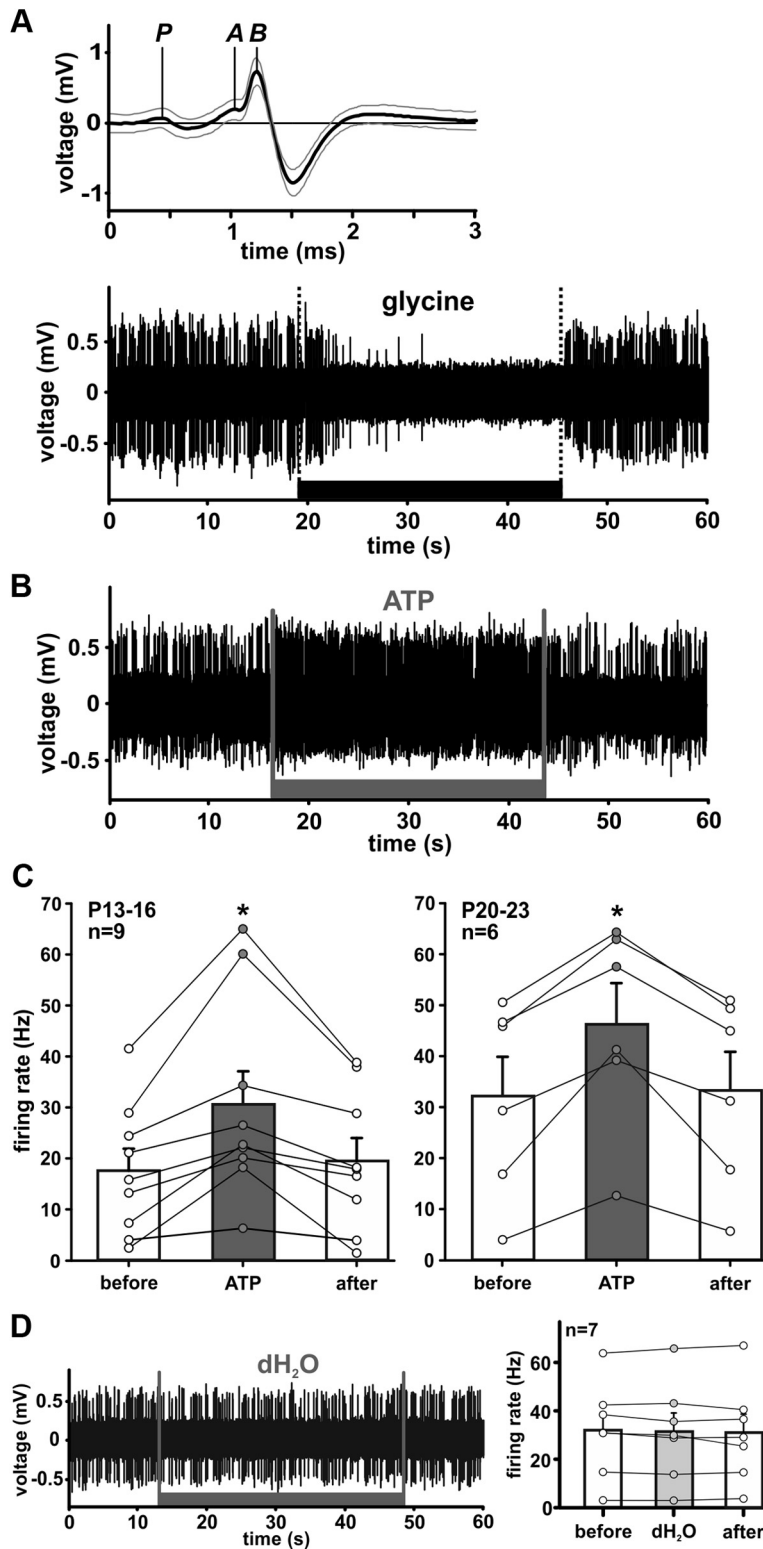 A
P A B
voltage (mV)
1
0
-1
0 1 2 3
time (ms)
glycine
voltage (mV)
0.5
0
-0.5
0 10 20 30 40 50 60
time (s)
B
ATP
voltage (mV)
0.5
0
-0.5
0 10 20 30 40 50 60
time (s)
C
firing rate (Hz)
70
60
50
40
30
20
10
0
P13-16
n=9
*
before ATP after
70
60
50
40
30
20
10
0
P20-23
n=6
*
before ATP after
D
dH₂O
voltage (mV)
0.5
0
-0.5
0 10 20 30 40 50 60
time (s)
n=7
firing rate (Hz)
60
40
20
0
before dH₂O after